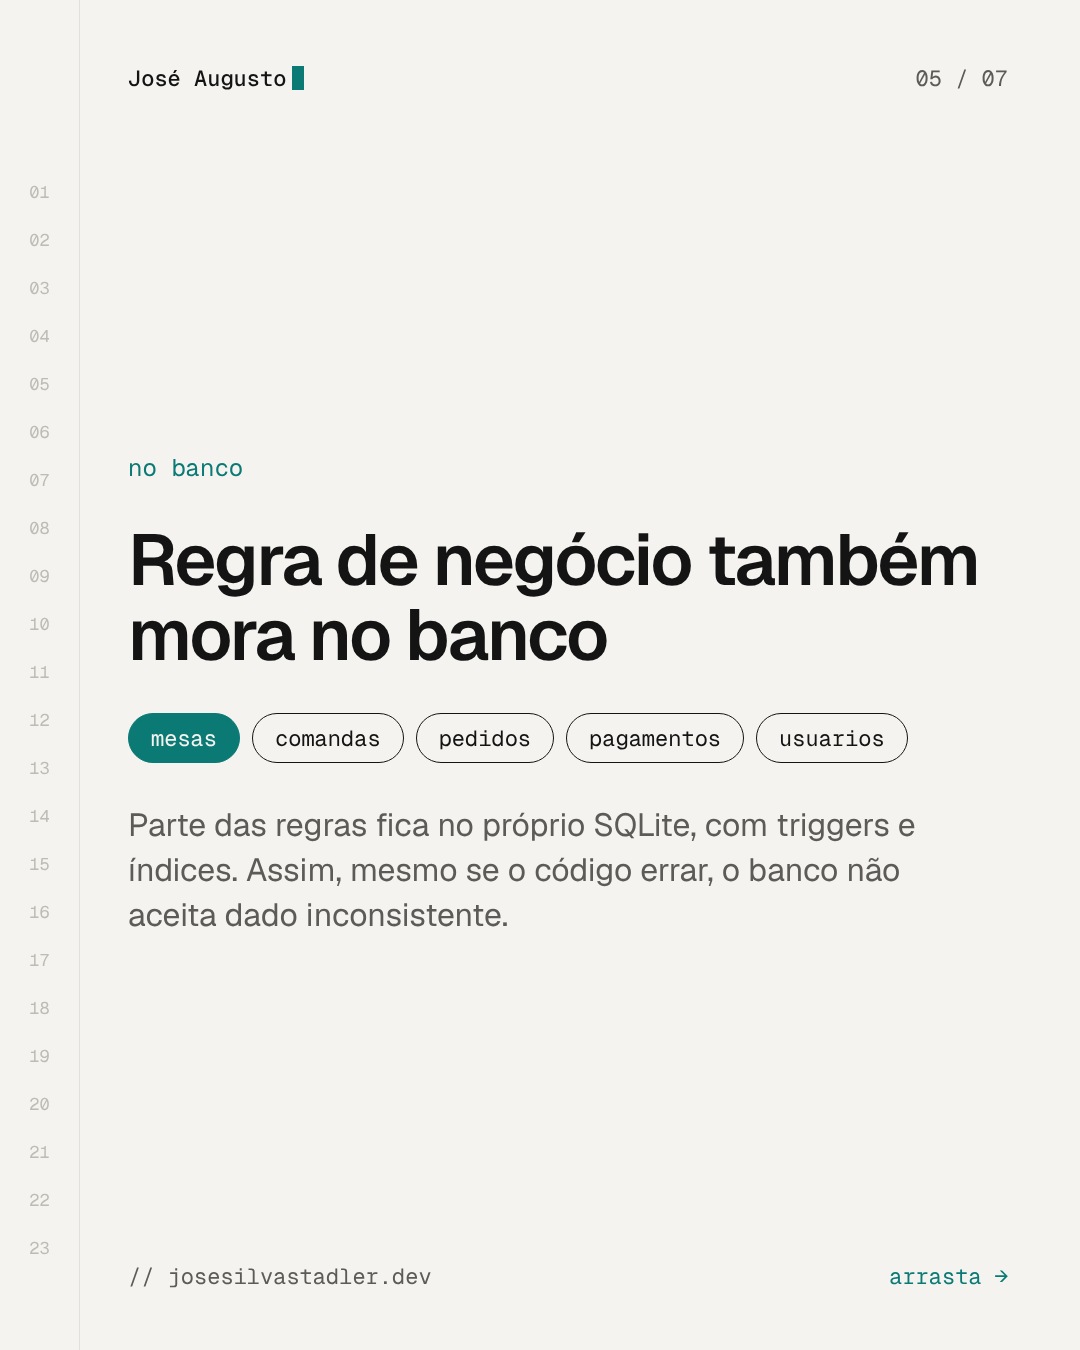 José Augusto
05 / 07
01
02
03
04
05
06
07
08
09
10
11
12
13
14
15
16
17
18
19
20
21
22
23
no banco
Regra de negócio também
mora no banco
mesas comandas pedidos pagamentos usuarios
Parte das regras fica no próprio SQLite, com triggers e
índices. Assim, mesmo se o código errar, o banco não
aceita dado inconsistente.
// josesilvastadler.dev
arrasta →